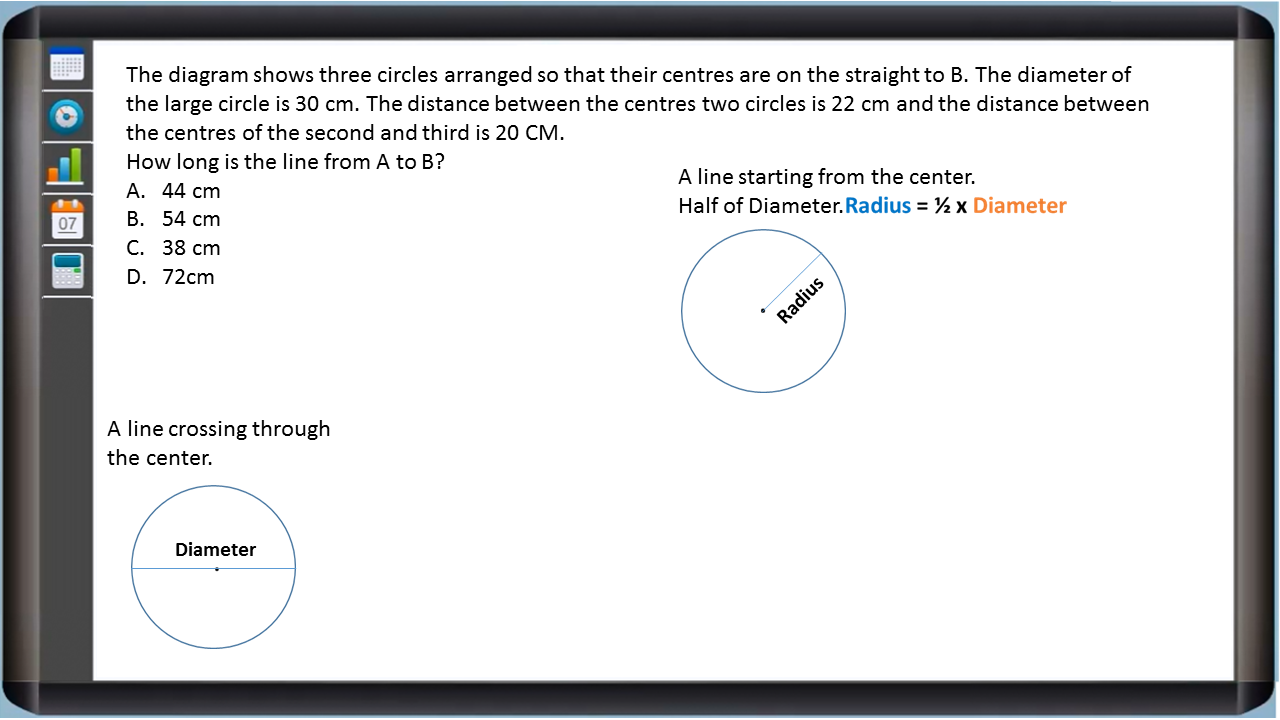 The diagram shows three circles arranged so that their centres are on the straight to B. The diameter of
the large circle is 30 cm. The distance between the centres two circles is 22 cm and the distance between
the centres of the second and third is 20 CM.
How long is the line from A to B?
A. 44 cm
B. 54 cm
C. 38 cm
D. 72cm
A line starting from the center.
Half of Diameter.Radius = ½ x Diameter
Radius
A line crossing through
the center.
Diameter
07